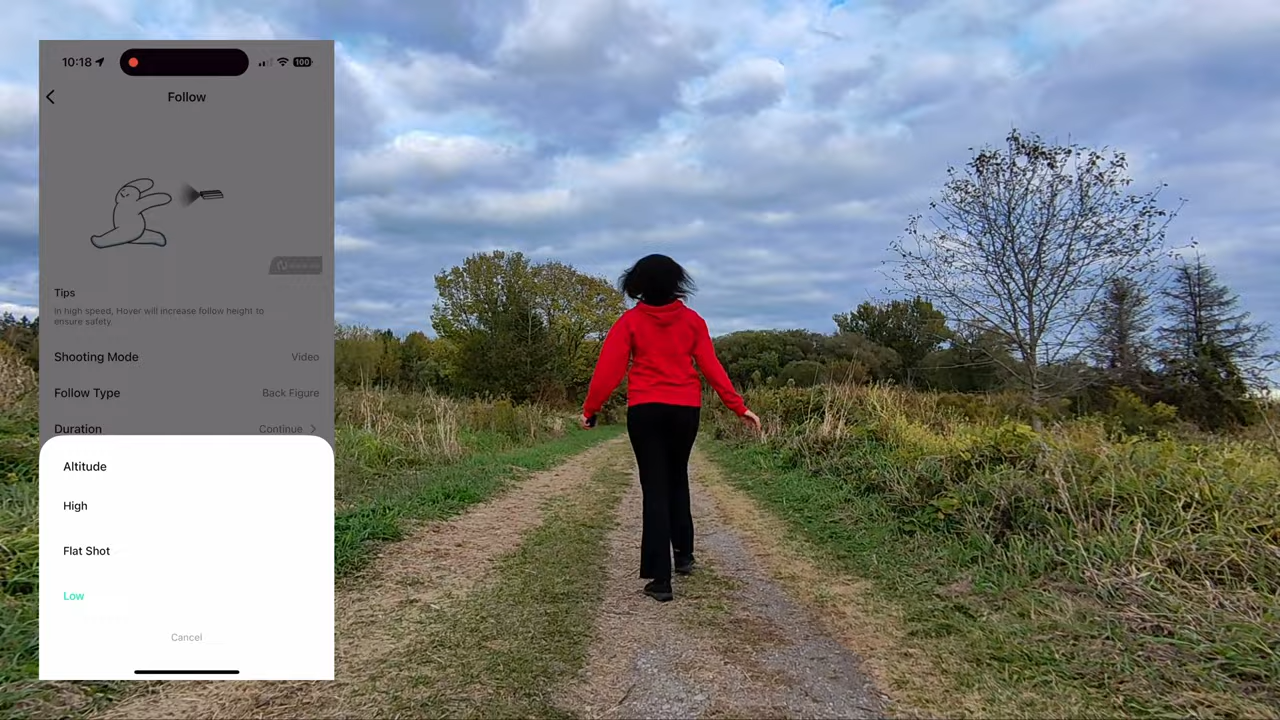 10:18
100
Follow
Tips
In high speed, Hover will increase follow height to
ensure safety.
Shooting Mode
Video
Follow Type
Back Figure
Duration
Continue
Altitude
High
Flat Shot
Low
Cancel